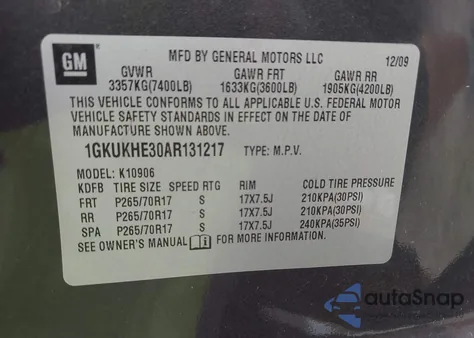 GM
MFD BY GENERAL MOTORS LLC 12/09
GVWR GAWR FRT GAWR RR
3357KG(7400LB) 1633KG(3600LB) 1905KG(4200LB)
THIS VEHICLE CONFORMS TO ALL APPLICABLE U.S. FEDERAL MOTOR
VEHICLE SAFETY STANDARDS IN EFFECT ON THE DATE OF
MANUFACTURE SHOWN ABOVE.
1GKUKHE30AR131217 TYPE: M.P.V.
MODEL: K10906
KDFB TIRE SIZE SPEED RTG RIM COLD TIRE PRESSURE
FRT P265/70R17 S 17X7.5J 210KPA(30PSI)
RR P265/70R17 S 17X7.5J 210KPA(30PSI)
SPA P265/70R17 S 17X7.5J 240KPA(35PSI)
SEE OWNER'S MANUAL FOR MORE INFORMATION.
autoSnap